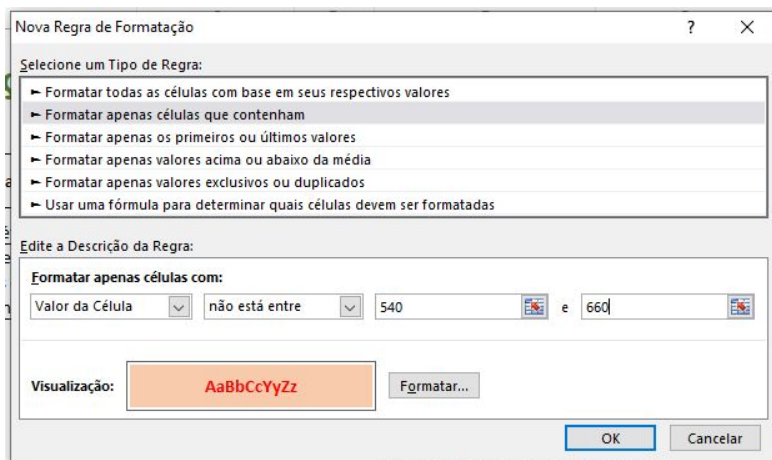 Nova Regra de Formatação ? X
Selecione um Tipo de Regra:
► Formatar todas as células com base em seus respectivos valores
► Formatar apenas células que contenham
► Formatar apenas os primeiros ou últimos valores
► Formatar apenas valores acima ou abaixo da média
► Formatar apenas valores exclusivos ou duplicados
► Usar uma fórmula para determinar quais células devem ser formatadas
Edite a Descrição da Regra:
Formatar apenas células com:
Valor da Célula não está entre 540 e 660
Visualização: AaBbCcYyZz Formatar...
OK Cancelar